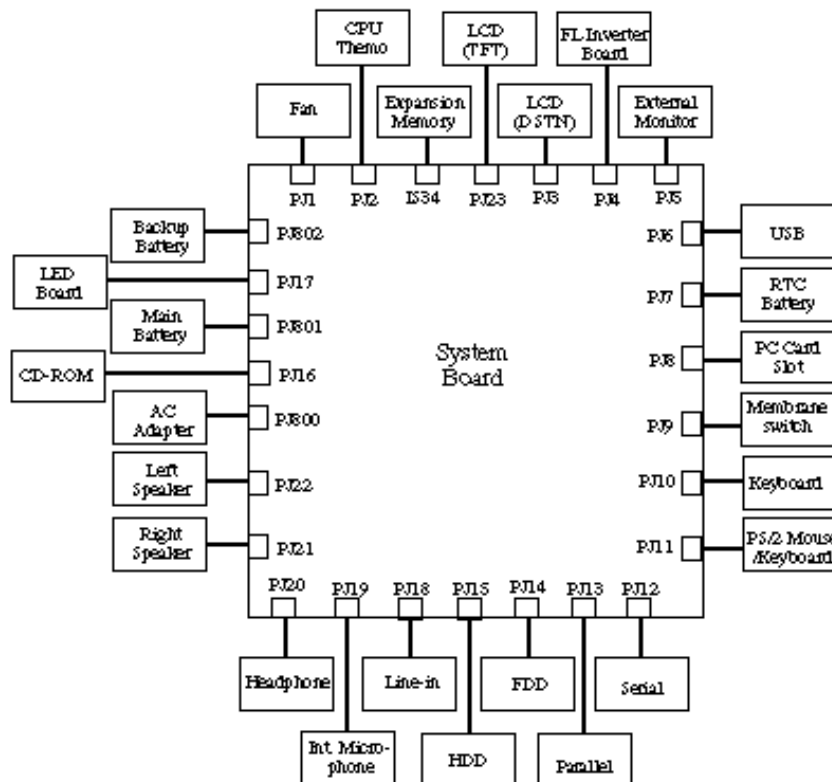 CPU
Themo
LCD
(TFT)
FL Inverter
Board
Fan
Expansion
Memory
LCD
(DSTN)
External
Monitor
PJ1
PJ2
IS34
PJ23
PJ3
PJ4
PJ5
Backup
Battery
PJ802
PJ6
USB
LED
Board
PJ17
PJ7
RTC
Battery
Main
Battery
PJ801
System
Board
PJ8
PC Card
Slot
CD-ROM
PJ16
AC
Adapter
PJ800
PJ9
Membrane
switch
Left
Speaker
PJ22
PJ10
Keyboard
Right
Speaker
PJ21
PJ11
PS/2 Mouse
/Keyboard
PJ20
PJ19
PJ18
PJ15
PJ14
PJ13
PJ12
Headphone
Line-in
FDD
Serial
Int. Micro-
phone
HDD
Parallel